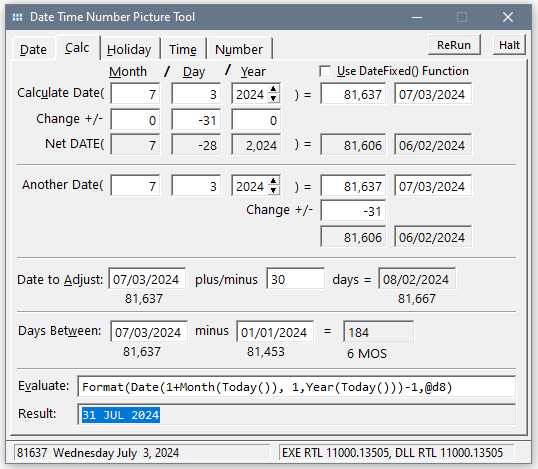 Date Time Number Picture Tool
Date Calc Holiday Time Number ReRun Halt
Month / Day / Year Use DateFixed() Function
Calculate Date( 7 3 2024 ) = 81,637 07/03/2024
Change +/- 0 -31 0
Net DATE( 7 -28 2,024 ) = 81,606 06/02/2024
Another Date( 7 3 2024 ) = 81,637 07/03/2024
Change +/- -31
81,606 06/02/2024
Date to Adjust: 07/03/2024 plus/minus 30 days = 08/02/2024
81,637 81,667
Days Between: 07/03/2024 minus 01/01/2024 = 184
81,637 81,453 6 MOS
Evaluate: Format(Date(1+Month(Today()), 1,Year(Today()))-1,@d8)
Result: 31 JUL 2024
81637 Wednesday July 3, 2024 EXE RTL 11000.13505, DLL RTL 11000.13505